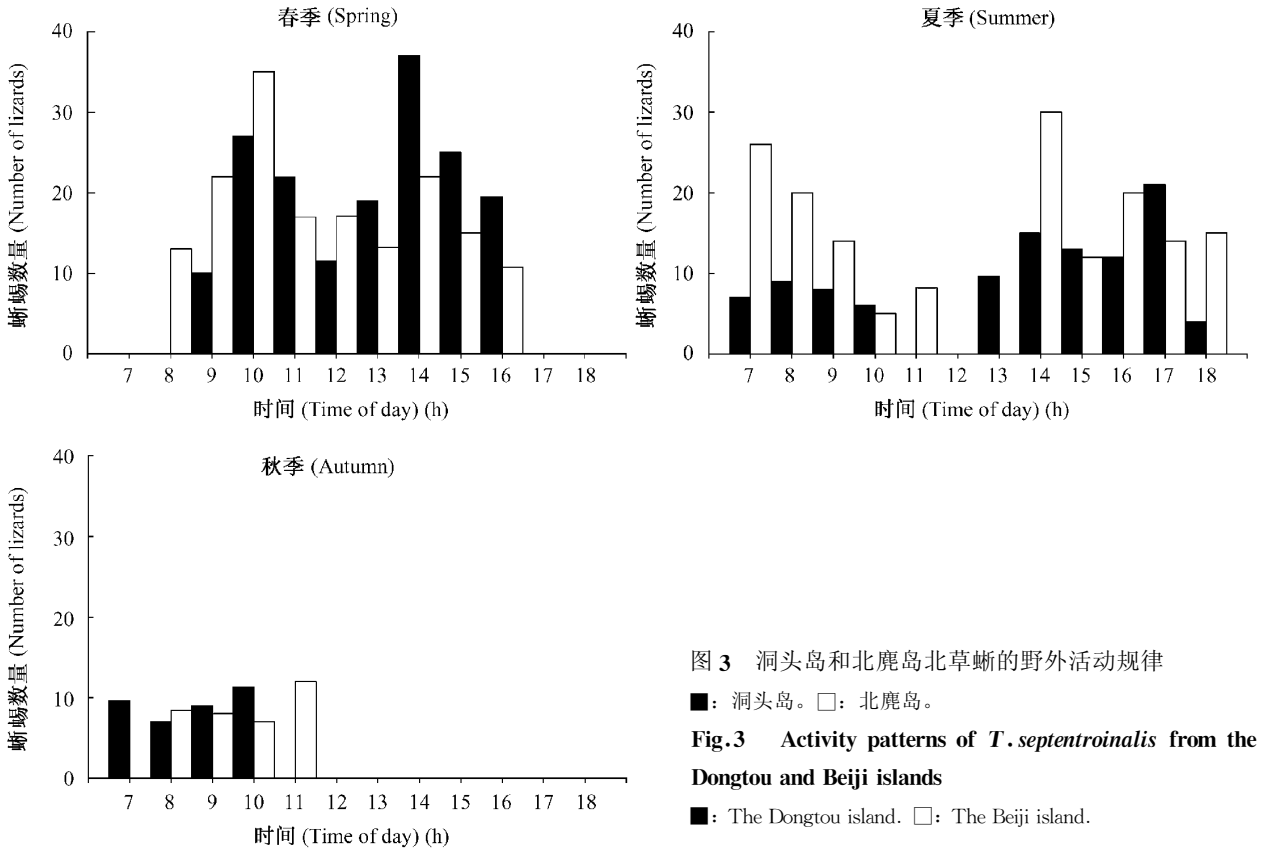 春季 (Spring)
蜥蜴数量 (Number of lizards)
40
30
20
10
0
7 8 9 10 11 12 13 14 15 16 17 18
时间 (Time of day) (h)
夏季 (Summer)
蜥蜴数量 (Number of lizards)
40
30
20
10
0
7 8 9 10 11 12 13 14 15 16 17 18
时间 (Time of day) (h)
秋季 (Autumn)
蜥蜴数量 (Number of lizards)
40
30
20
10
0
7 8 9 10 11 12 13 14 15 16 17 18
时间 (Time of day) (h)
图 3 洞头岛和北麂岛北草蜥的野外活动规律
■：洞头岛。□：北麂岛。
Fig.3 Activity patterns of T. septentroinalis from the
Dongtou and Beiji islands
■：The Dongtou island. □：The Beiji island.